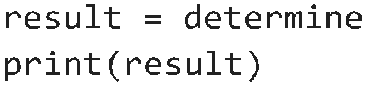 result = determine
print(result)